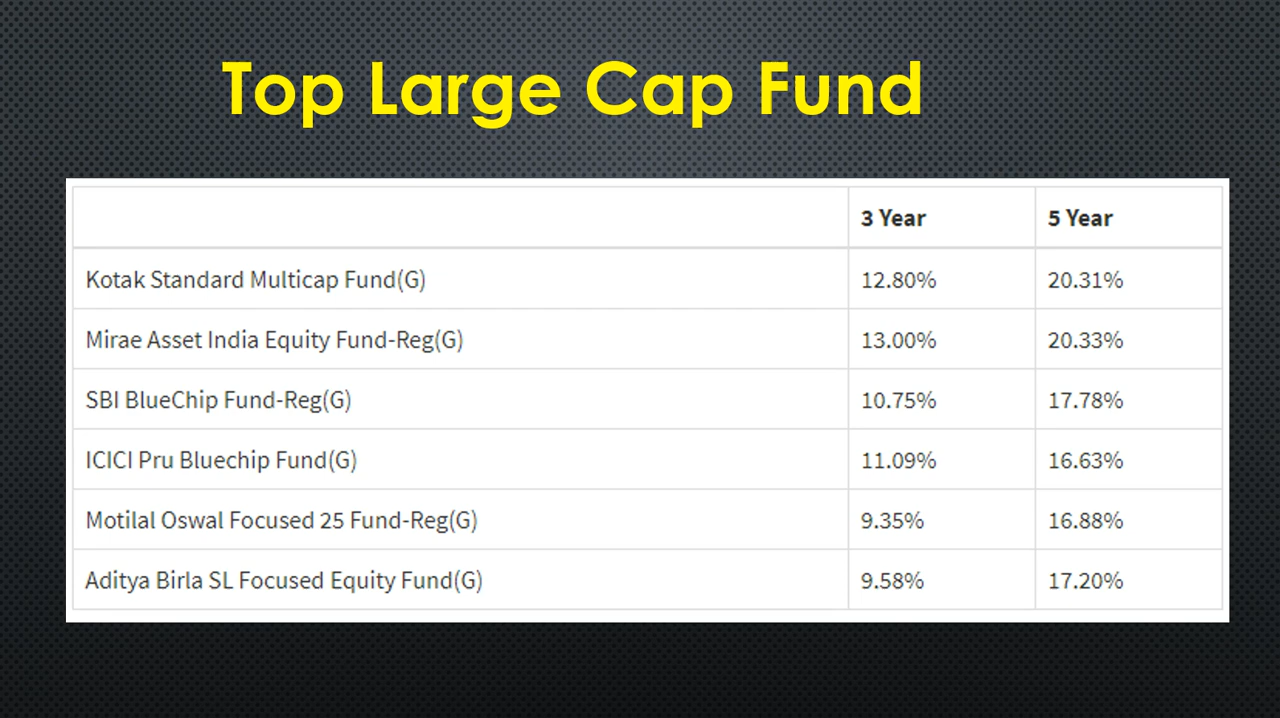 Top Large Cap Fund
3 Year 5 Year
Kotak Standard Multicap Fund(G) 12.80% 20.31%
Mirae Asset India Equity Fund-Reg(G) 13.00% 20.33%
SBI BlueChip Fund-Reg(G) 10.75% 17.78%
ICICI Pru Bluechip Fund(G) 11.09% 16.63%
Motilal Oswal Focused 25 Fund-Reg(G) 9.35% 16.88%
Aditya Birla SL Focused Equity Fund(G) 9.58% 17.20%